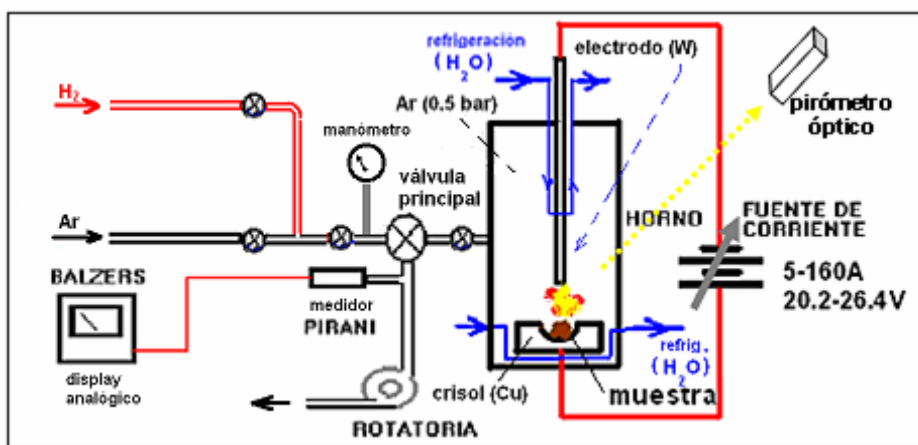 refrigeración
(H₂O)
electrodo (W)
H₂
Ar (0.5 bar)
pirómetro
óptico
manómetro
válvula
principal
Ar
HORNO
FUENTE DE
CORRIENTE
BALZERS
5-160A
20.2-26.4V
medidor
PIRANI
display
analógico
refrig.
(H₂O)
crisol (Cu)
muestra
ROTATORIA